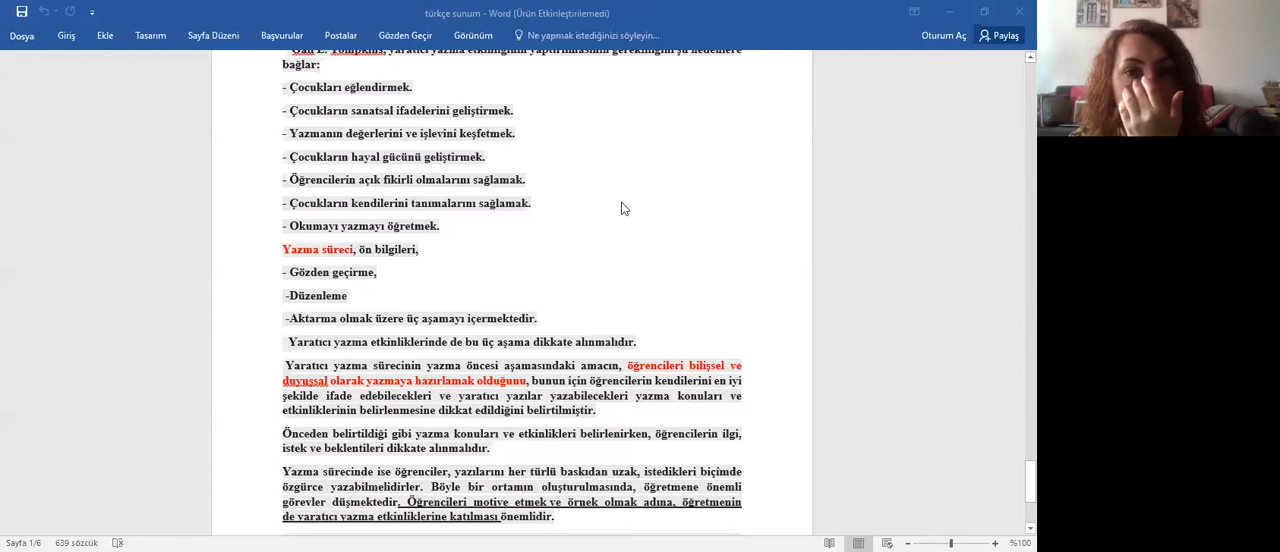 türkçe sunum - Word (Ürün Etkinleştirilemedi)
Dosya Giriş Ekle Tasarım Sayfa Düzeni Başvurular Postalar Gözden Geçir Görünüm Ne yapmak istediğinizi söyleyin... Oturum Aç Paylaş
Tompkins, yaratıcı yazma etkinliğinin yaptırılmasının gerekliliğini şu nedenlere
bağlar:
- Çocukları eğlendirmek.
- Çocukların sanatsal ifadelerini geliştirmek.
- Yazmanın değerlerini ve işlevini keşfetmek.
- Çocukların hayal gücünü geliştirmek.
- Öğrencilerin açık fikirli olmalarını sağlamak.
- Çocukların kendilerini tanımalarını sağlamak.
- Okumayı yazmayı öğretmek.
Yazma süreci, ön bilgileri,
- Gözden geçirme,
-Düzenleme
-Aktarma olmak üzere üç aşamayı içermektedir.
Yaratıcı yazma etkinliklerinde de bu üç aşama dikkate alınmalıdır.
Yaratıcı yazma sürecinin yazma öncesi aşamasındaki amacın, öğrencileri bilişsel ve
duyuşsal olarak yazmaya hazırlamak olduğunu, bunun için öğrencilerin kendilerini en iyi
şekilde ifade edebilecekleri ve yaratıcı yazılar yazabilecekleri yazma konuları ve
etkinliklerinin belirlenmesine dikkat edildiğini belirtilmiştir.
Önceden belirtildiği gibi yazma konuları ve etkinlikleri belirlenirken, öğrencilerin ilgi,
istek ve beklentileri dikkate alınmalıdır.
Yazma sürecinde ise öğrenciler, yazılarını her türlü baskıdan uzak, istedikleri biçimde
özgürce yazabilmelidirler. Böyle bir ortamın oluşturulmasında, öğretmene önemli
görevler düşmektedir. Öğrencileri motive etmek ve örnek olmak adına, öğretmenin
de yaratıcı yazma etkinliklerine katılması önemlidir.
Sayfa 1/6 639 sözcük %100